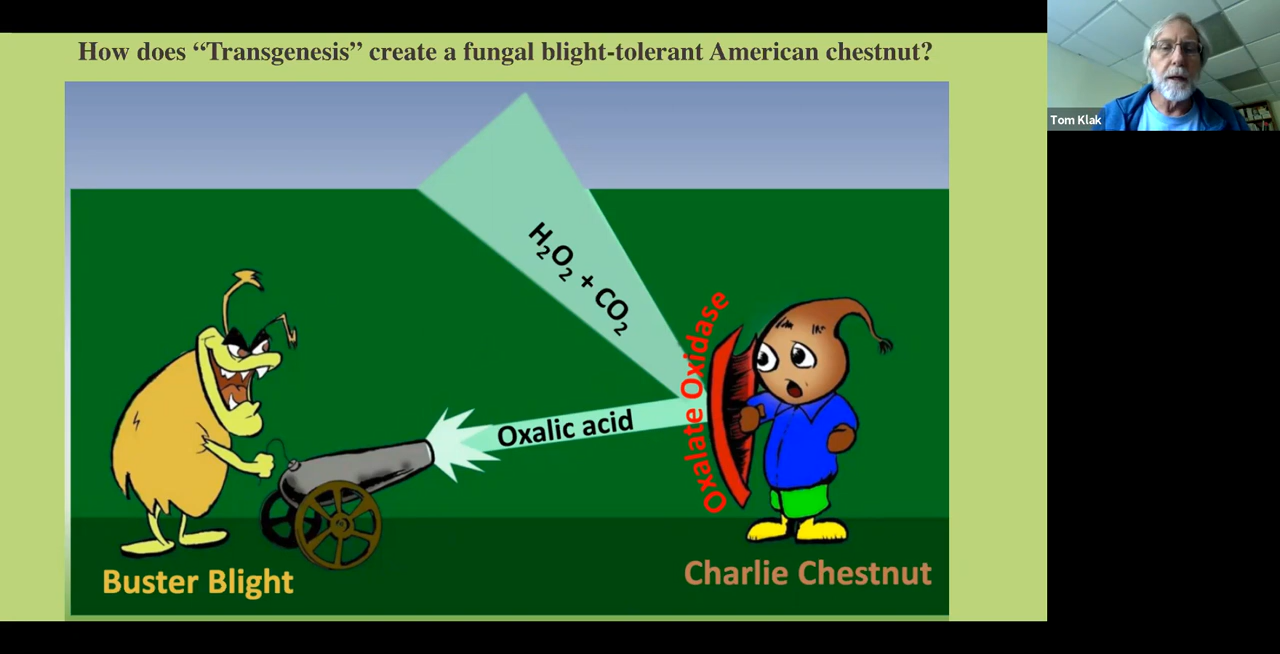 How does “Transgenesis” create a fungal blight-tolerant American chestnut?
Tom Klak
H₂O₂ + CO₂
Oxalate Oxidase
Oxalic acid
Buster Blight
Charlie Chestnut